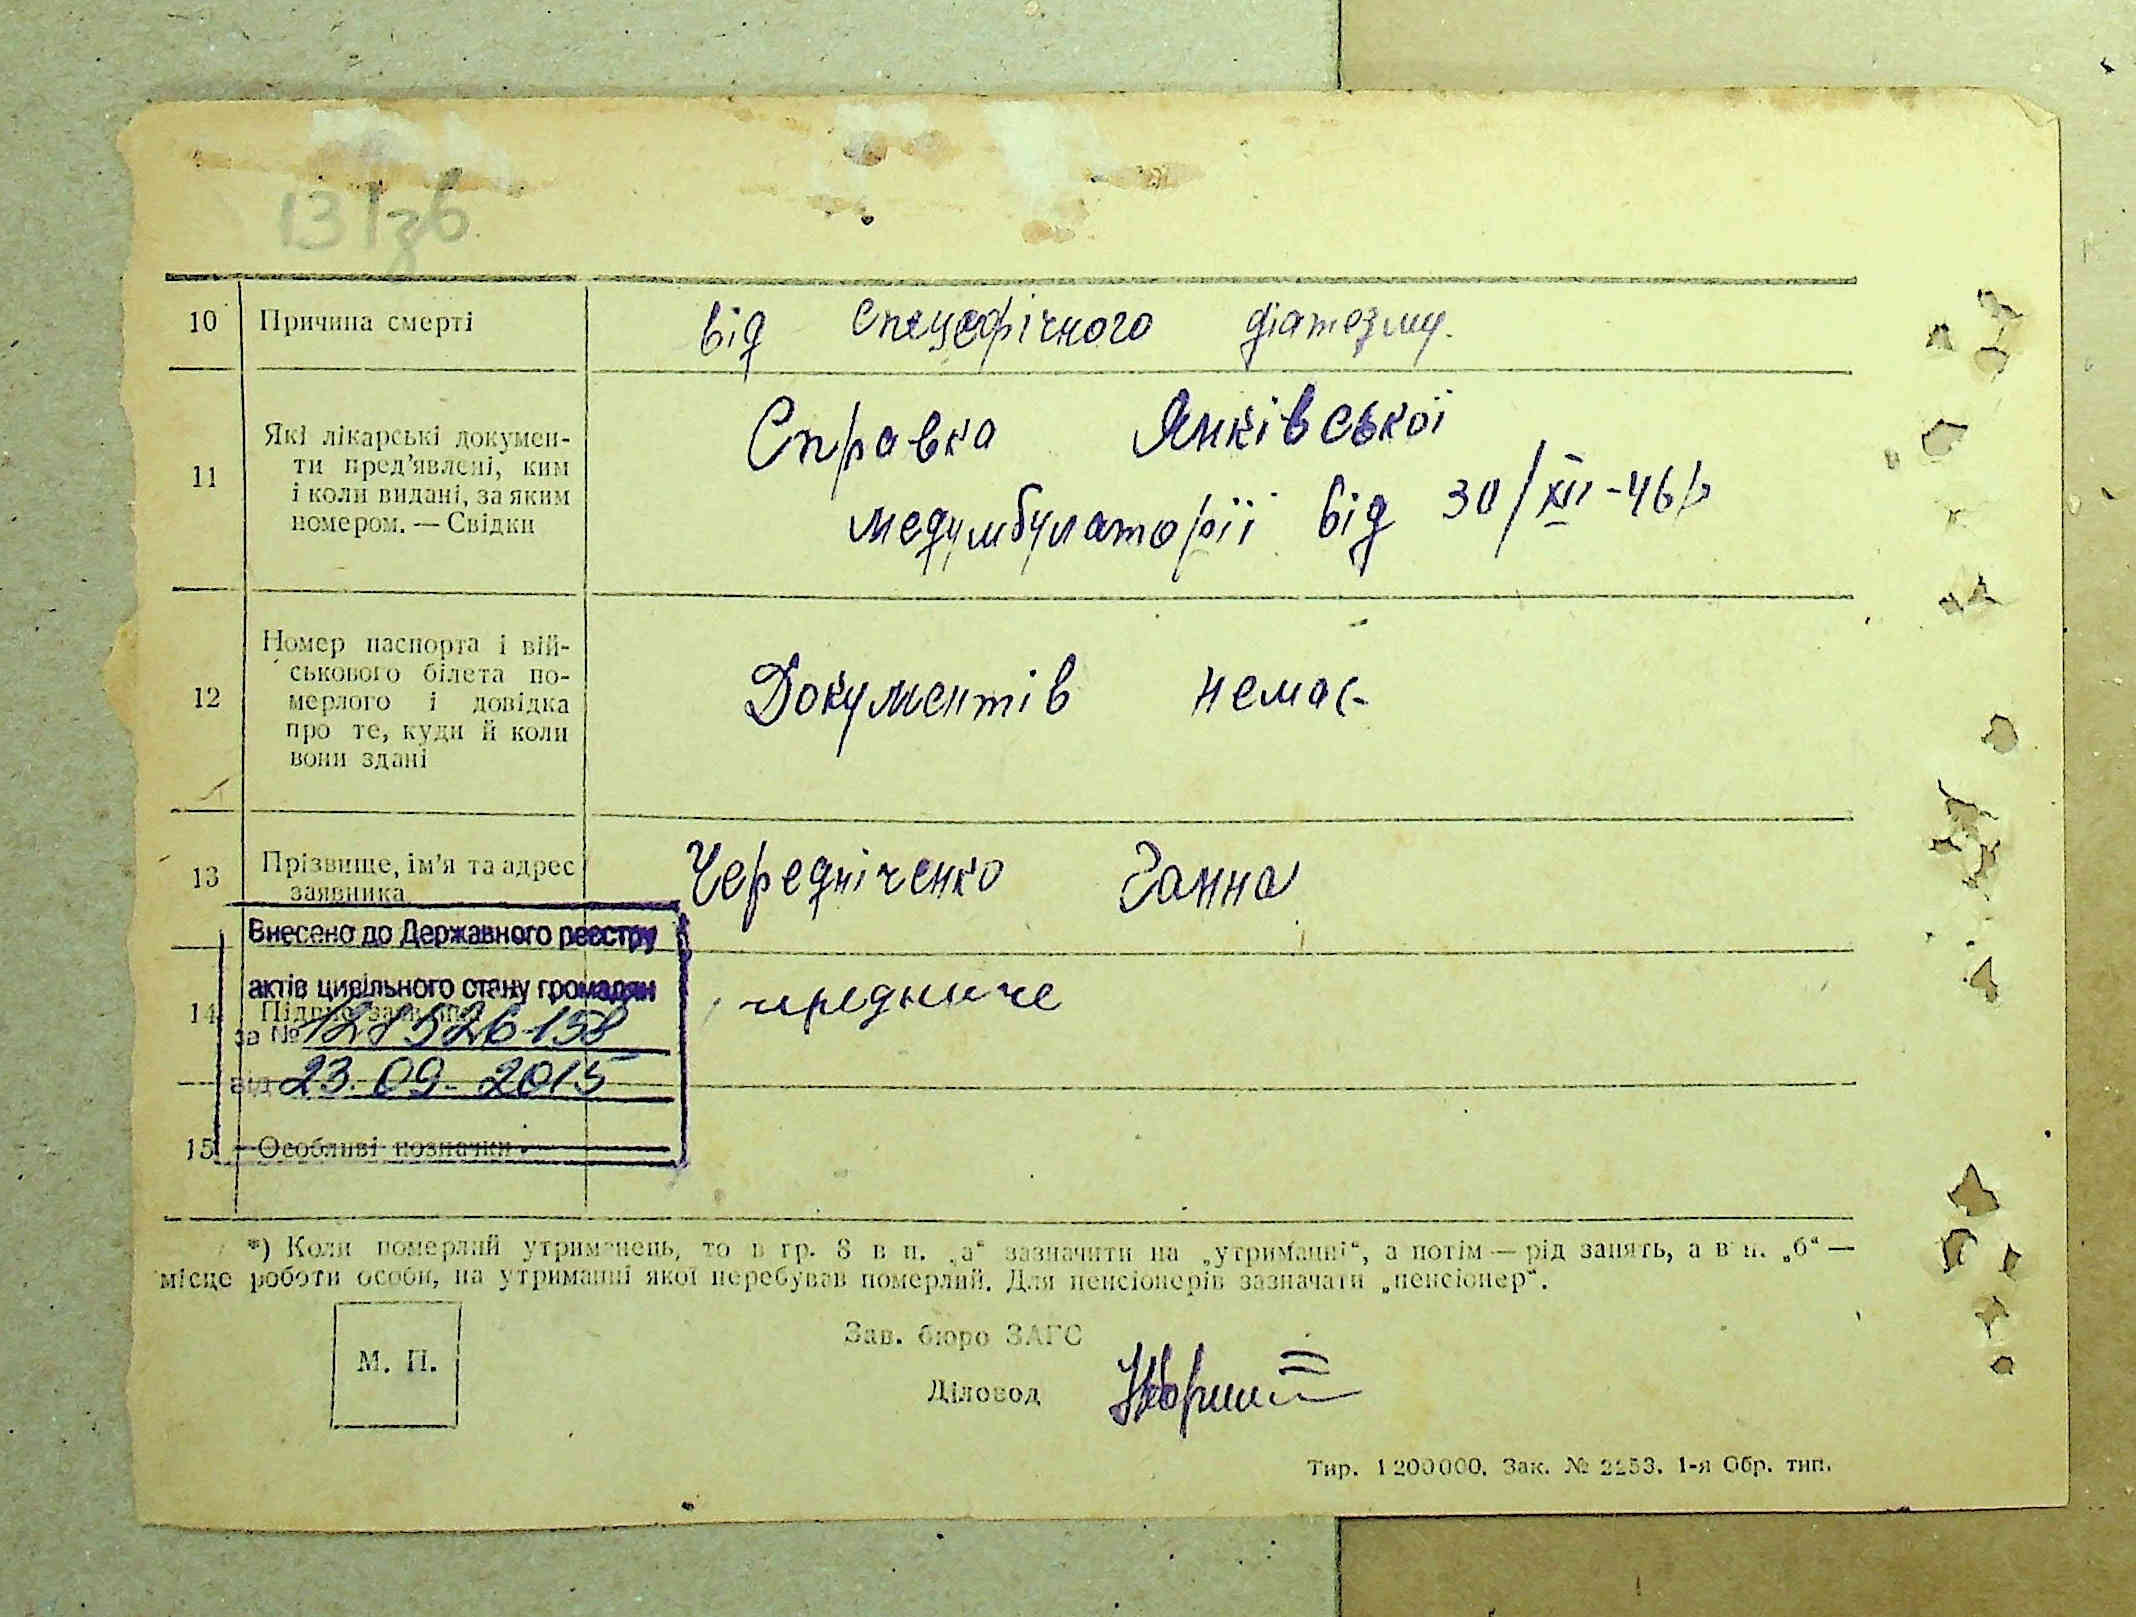 13/зв
10 Причина смерті від спецефічного діатезму.
11 Які лікарські докумен-
ти пред'явлені, ким
і коли видані, за яким
номером. — Свідки
Справка Янківської
медумбулаторії від 30/XII-46р
12 Номер паспорта і вій-
ськового білета по-
мерлого і довідка
про те, куди й коли
вони здані
Документів немає
13 Прізвище, ім'я та адрес
заявника
Чередніченко Ганна
Внесено до Державного реєстру
актів цивільного стану громадян
14 Підпис заявника
за № 128526158
від 23.09.2015
15 Особливі позначки
*) Коли померлий утриманець, то в гр. 8 в п. „а“ зазначити на „утриманні“, а потім — рід занять, а в п. „б“ —
місце роботи особи, на утриманні якої перебував померлий. Для пенсіонерів зазначати „пенсіонер“.
М. П.
Зав. бюро ЗАГС
Діловод
Тир. 1200000. Зак. № 2253. 1-я Обр. тип.